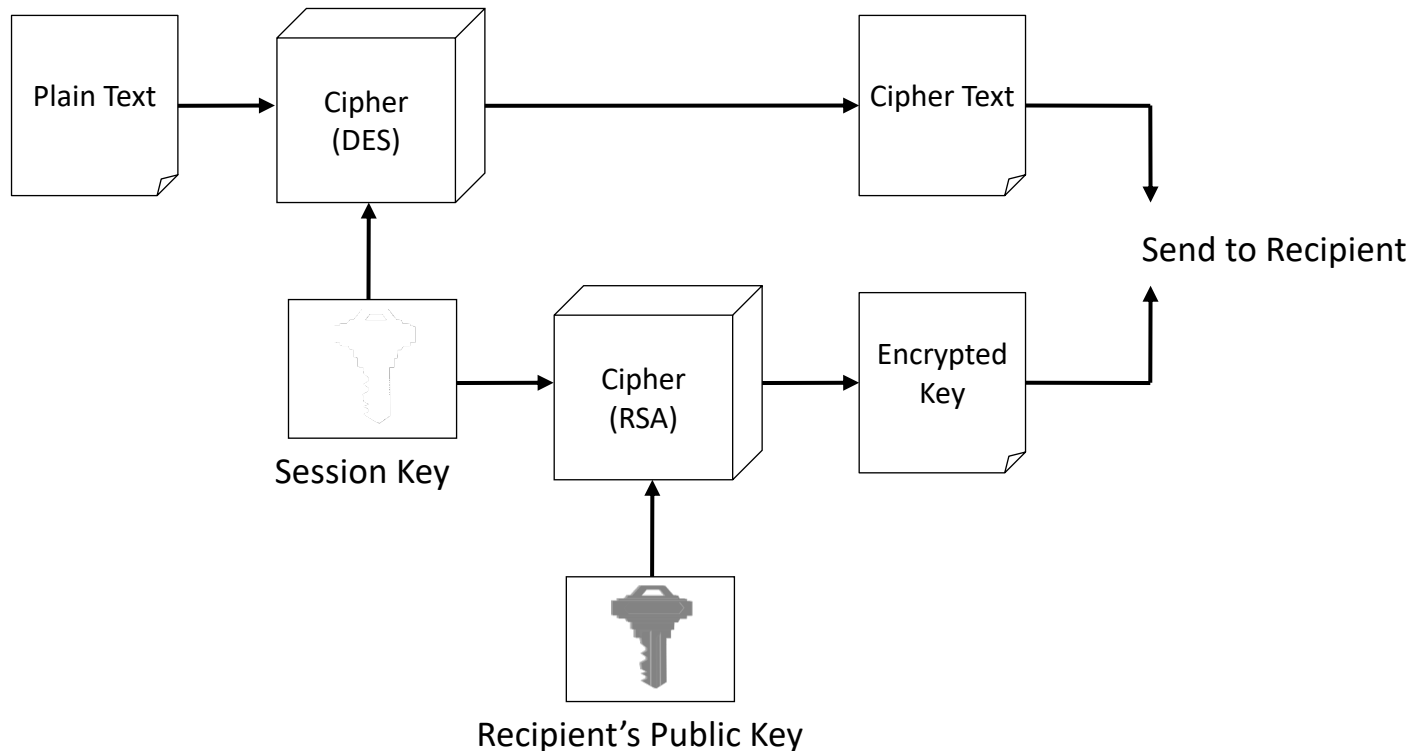 Plain Text
Cipher
(DES)
Cipher Text
Send to Recipient
Session Key
Cipher
(RSA)
Encrypted
Key
Recipient’s Public Key